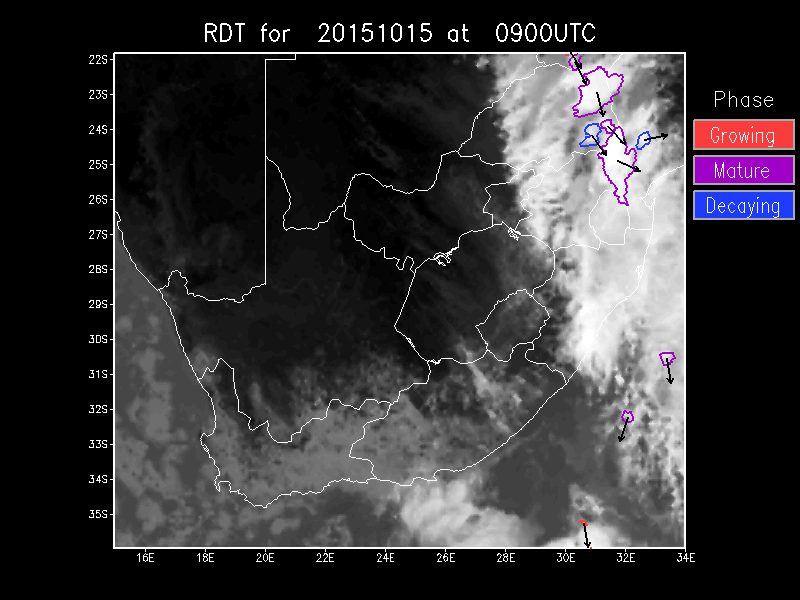 RDT for 20151015 at 0900UTC
22S
23S
24S
25S
26S
27S
28S
29S
30S
31S
32S
33S
34S
35S
16E 18E 20E 22E 24E 26E 28E 30E 32E 34E
Phase
Growing
Mature
Decaying